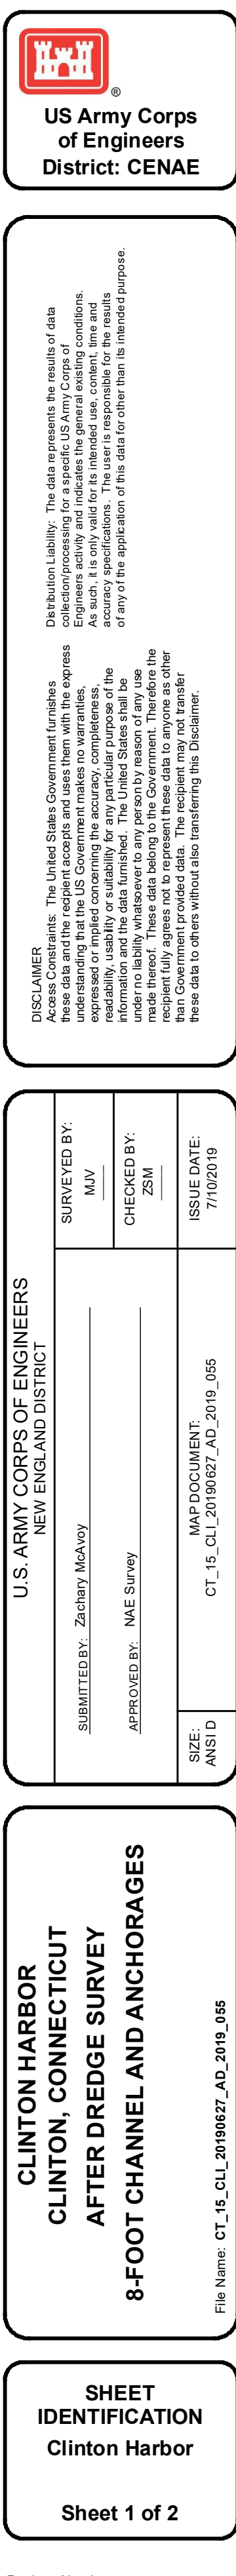 ®
US Army Corps
of Engineers
District: CENAE
DISCLAIMER
Access Constraints: The United States Government furnishes
these data and the recipient accepts and uses them with the express
understanding that the US Government makes no warranties,
expressed or implied concerning the accuracy, completeness,
readability, usability or suitability for any particular purpose of the
information and the data furnished. The United States shall be
under no liability whatsoever to any person by reason of any use
made thereof. These data belong to the Government. Therefore the
recipient fully agrees not to represent these data to anyone as other
than Government provided data. The recipient may not transfer
these data to others without also transferring this Disclaimer.
Distribution Liability: The data represents the results of data
collection/processing for a specific US Army Corps of
Engineers activity and indicates the general existing conditions.
As such, it is only valid for its intended use, content, time and
accuracy specifications. The user is responsible for the results
of any of the application of this data for other than its intended purpose.
U.S. ARMY CORPS OF ENGINEERS
NEW ENGLAND DISTRICT
SUBMITTED BY: Zachary McAvoy
SURVEYED BY:
MJV
APPROVED BY: NAE Survey
CHECKED BY:
ZSM
SIZE:
ANSI D
MAP DOCUMENT:
CT_15_CLI_20190627_AD_2019_055
ISSUE DATE:
7/10/2019
CLINTON HARBOR
CLINTON, CONNECTICUT
AFTER DREDGE SURVEY
8-FOOT CHANNEL AND ANCHORAGES
File Name: CT_15_CLI_20190627_AD_2019_055
SHEET
IDENTIFICATION
Clinton Harbor
Sheet 1 of 2